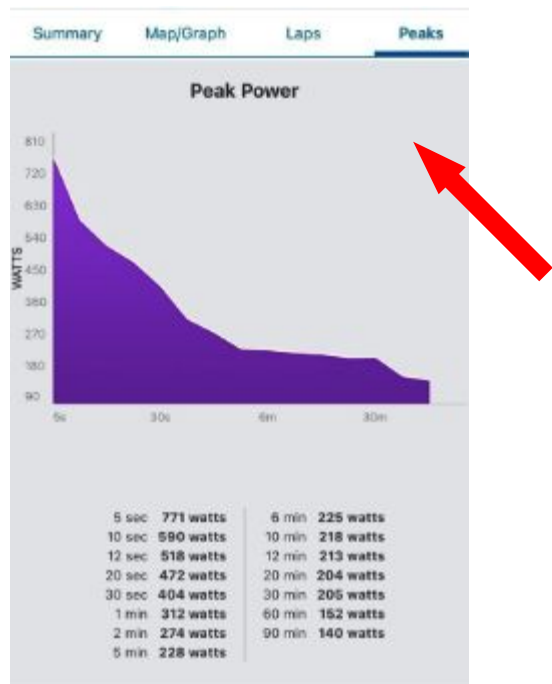 Summary Map/Graph Laps Peaks
Peak Power
810
720
630
540
450
360
270
180
90
WATTS
5s 30s 6m 30m
5 sec 771 watts
10 sec 590 watts
12 sec 518 watts
20 sec 472 watts
30 sec 404 watts
1 min 312 watts
2 min 274 watts
5 min 228 watts
6 min 225 watts
10 min 218 watts
12 min 213 watts
20 min 204 watts
30 min 205 watts
60 min 152 watts
90 min 140 watts